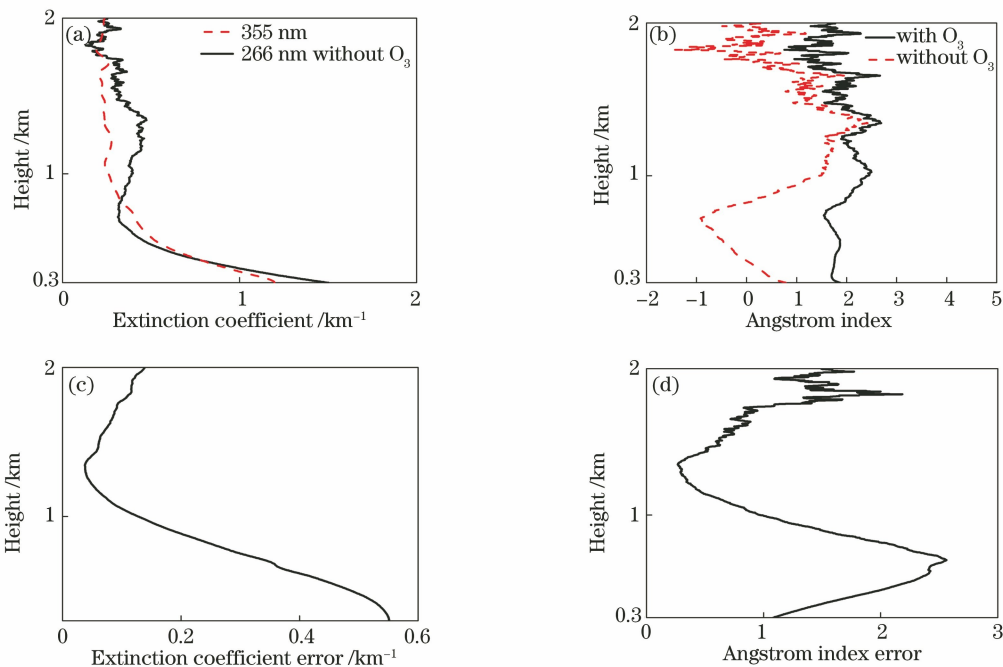 (a)
355 nm
266 nm without O₃
2
1
0.3
Height /km
0
1
2
Extinction coefficient /km⁻¹
(b)
with O₃
without O₃
2
1
0.3
Height /km
−2
−1
0
1
2
3
4
5
Angstrom index
(c)
2
1
Height /km
0
0.2
0.4
0.6
Extinction coefficient error /km⁻¹
(d)
2
1
0.3
Height /km
0
1
2
3
Angstrom index error